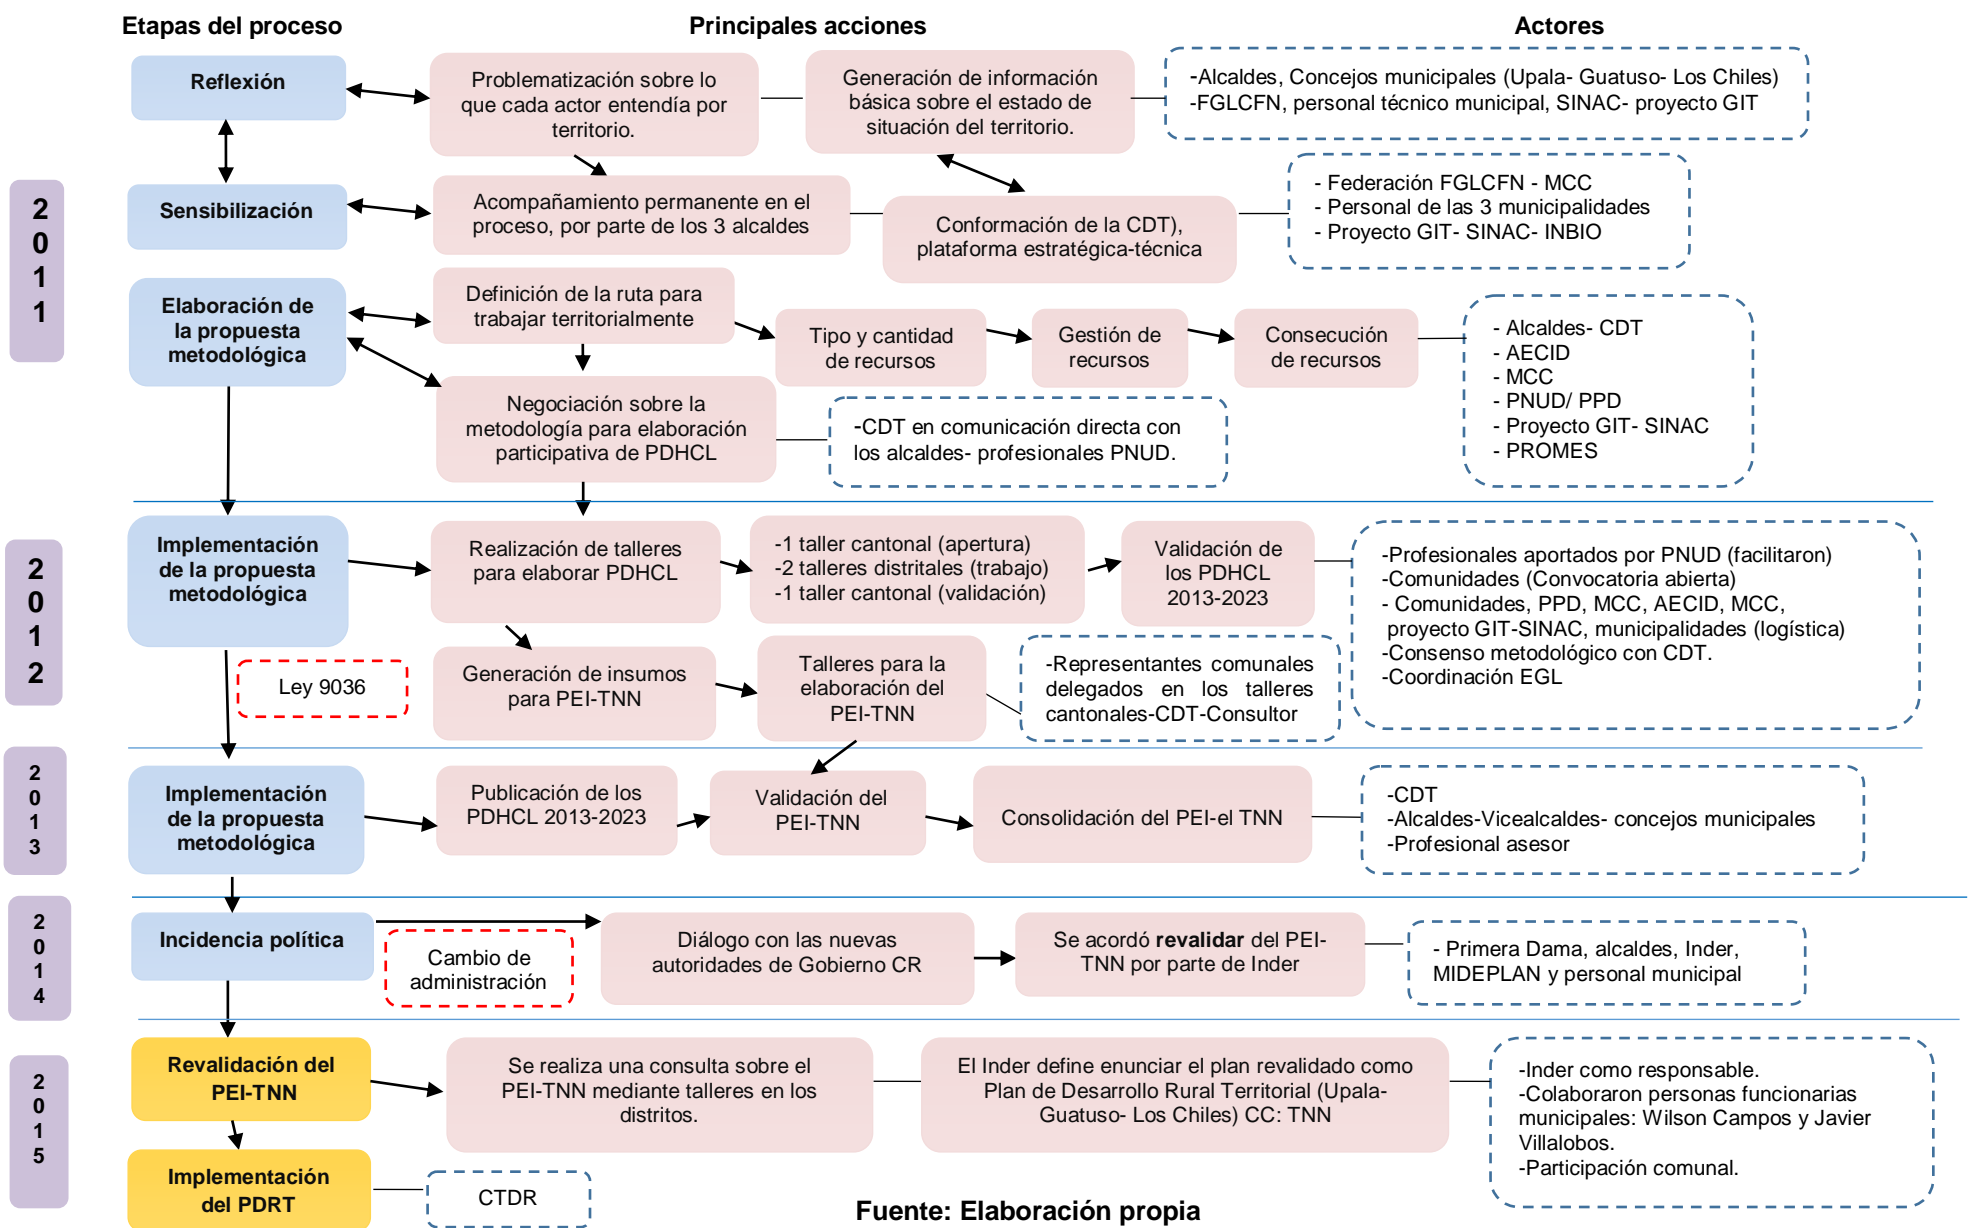 Etapas del proceso
Principales acciones
Actores
2
0
1
1
Reflexión
Problematización sobre lo
que cada actor entendía por
territorio.
Generación de información
básica sobre el estado de
situación del territorio.
-Alcaldes, Concejos municipales (Upala- Guatuso- Los Chiles)
-FGLCFN, personal técnico municipal, SINAC- proyecto GIT
Sensibilización
Acompañamiento permanente en el
proceso, por parte de los 3 alcaldes
Conformación de la CDT),
plataforma estratégica-técnica
- Federación FGLCFN - MCC
- Personal de las 3 municipalidades
- Proyecto GIT- SINAC- INBIO
Elaboración de
la propuesta
metodológica
Definición de la ruta para
trabajar territorialmente
Tipo y cantidad
de recursos
Gestión de
recursos
Consecución
de recursos
- Alcaldes- CDT
- AECID
- MCC
- PNUD/ PPD
- Proyecto GIT- SINAC
- PROMES
Negociación sobre la
metodología para elaboración
participativa de PDHCL
-CDT en comunicación directa con
los alcaldes- profesionales PNUD.
2
0
1
2
Implementación
de la propuesta
metodológica
Realización de talleres
para elaborar PDHCL
-1 taller cantonal (apertura)
-2 talleres distritales (trabajo)
-1 taller cantonal (validación)
Validación de
los PDHCL
2013-2023
-Profesionales aportados por PNUD (facilitaron)
-Comunidades (Convocatoria abierta)
- Comunidades, PPD, MCC, AECID, MCC,
proyecto GIT-SINAC, municipalidades (logística)
-Consenso metodológico con CDT.
-Coordinación EGL
Ley 9036
Generación de insumos
para PEI-TNN
Talleres para la
elaboración del
PEI-TNN
-Representantes comunales
delegados en los talleres
cantonales-CDT-Consultor
2
0
1
3
Implementación
de la propuesta
metodológica
Publicación de los
PDHCL 2013-2023
Validación del
PEI-TNN
Consolidación del PEI-el TNN
-CDT
-Alcaldes-Vicealcaldes- concejos municipales
-Profesional asesor
2
0
1
4
Incidencia política
Cambio de
administración
Diálogo con las nuevas
autoridades de Gobierno CR
Se acordó revalidar del PEI-
TNN por parte de Inder
- Primera Dama, alcaldes, Inder,
MIDEPLAN y personal municipal
2
0
1
5
Revalidación del
PEI-TNN
Se realiza una consulta sobre el
PEI-TNN mediante talleres en los
distritos.
El Inder define enunciar el plan revalidado como
Plan de Desarrollo Rural Territorial (Upala-
Guatuso- Los Chiles) CC: TNN
-Inder como responsable.
-Colaboraron personas funcionarias
municipales: Wilson Campos y Javier
Villalobos.
-Participación comunal.
Implementación
del PDRT
CTDR
Fuente: Elaboración propia